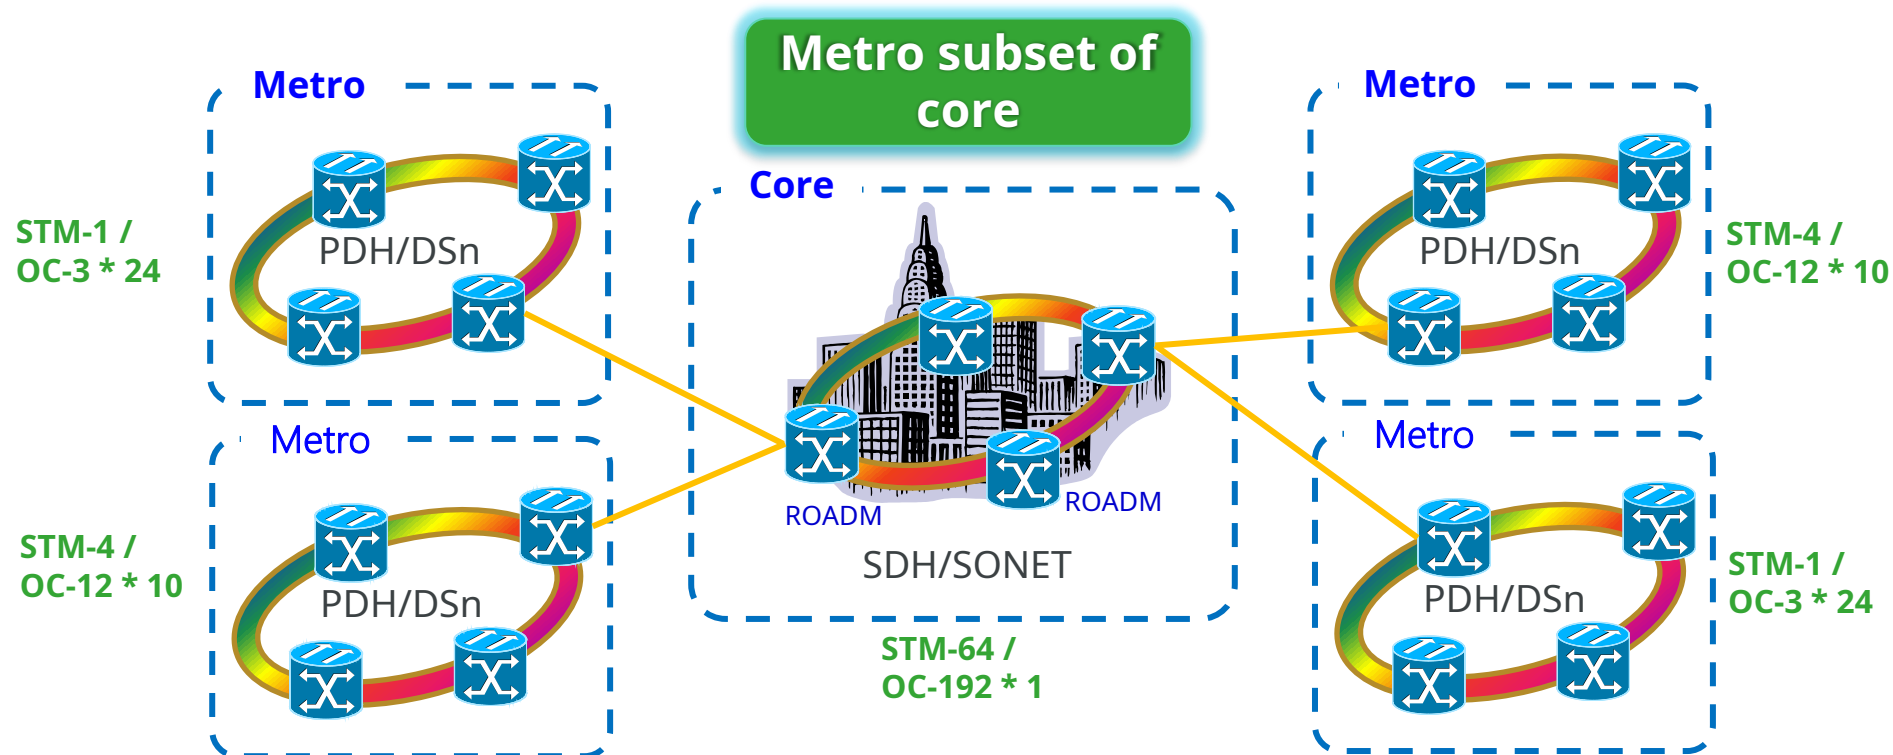 Metro subset of
core
Metro
STM-1 /
OC-3 * 24
PDH/DSn
Metro
STM-4 /
OC-12 * 10
PDH/DSn
Core
ROADM
ROADM
SDH/SONET
STM-64 /
OC-192 * 1
Metro
PDH/DSn
STM-4 /
OC-12 * 10
Metro
PDH/DSn
STM-1 /
OC-3 * 24